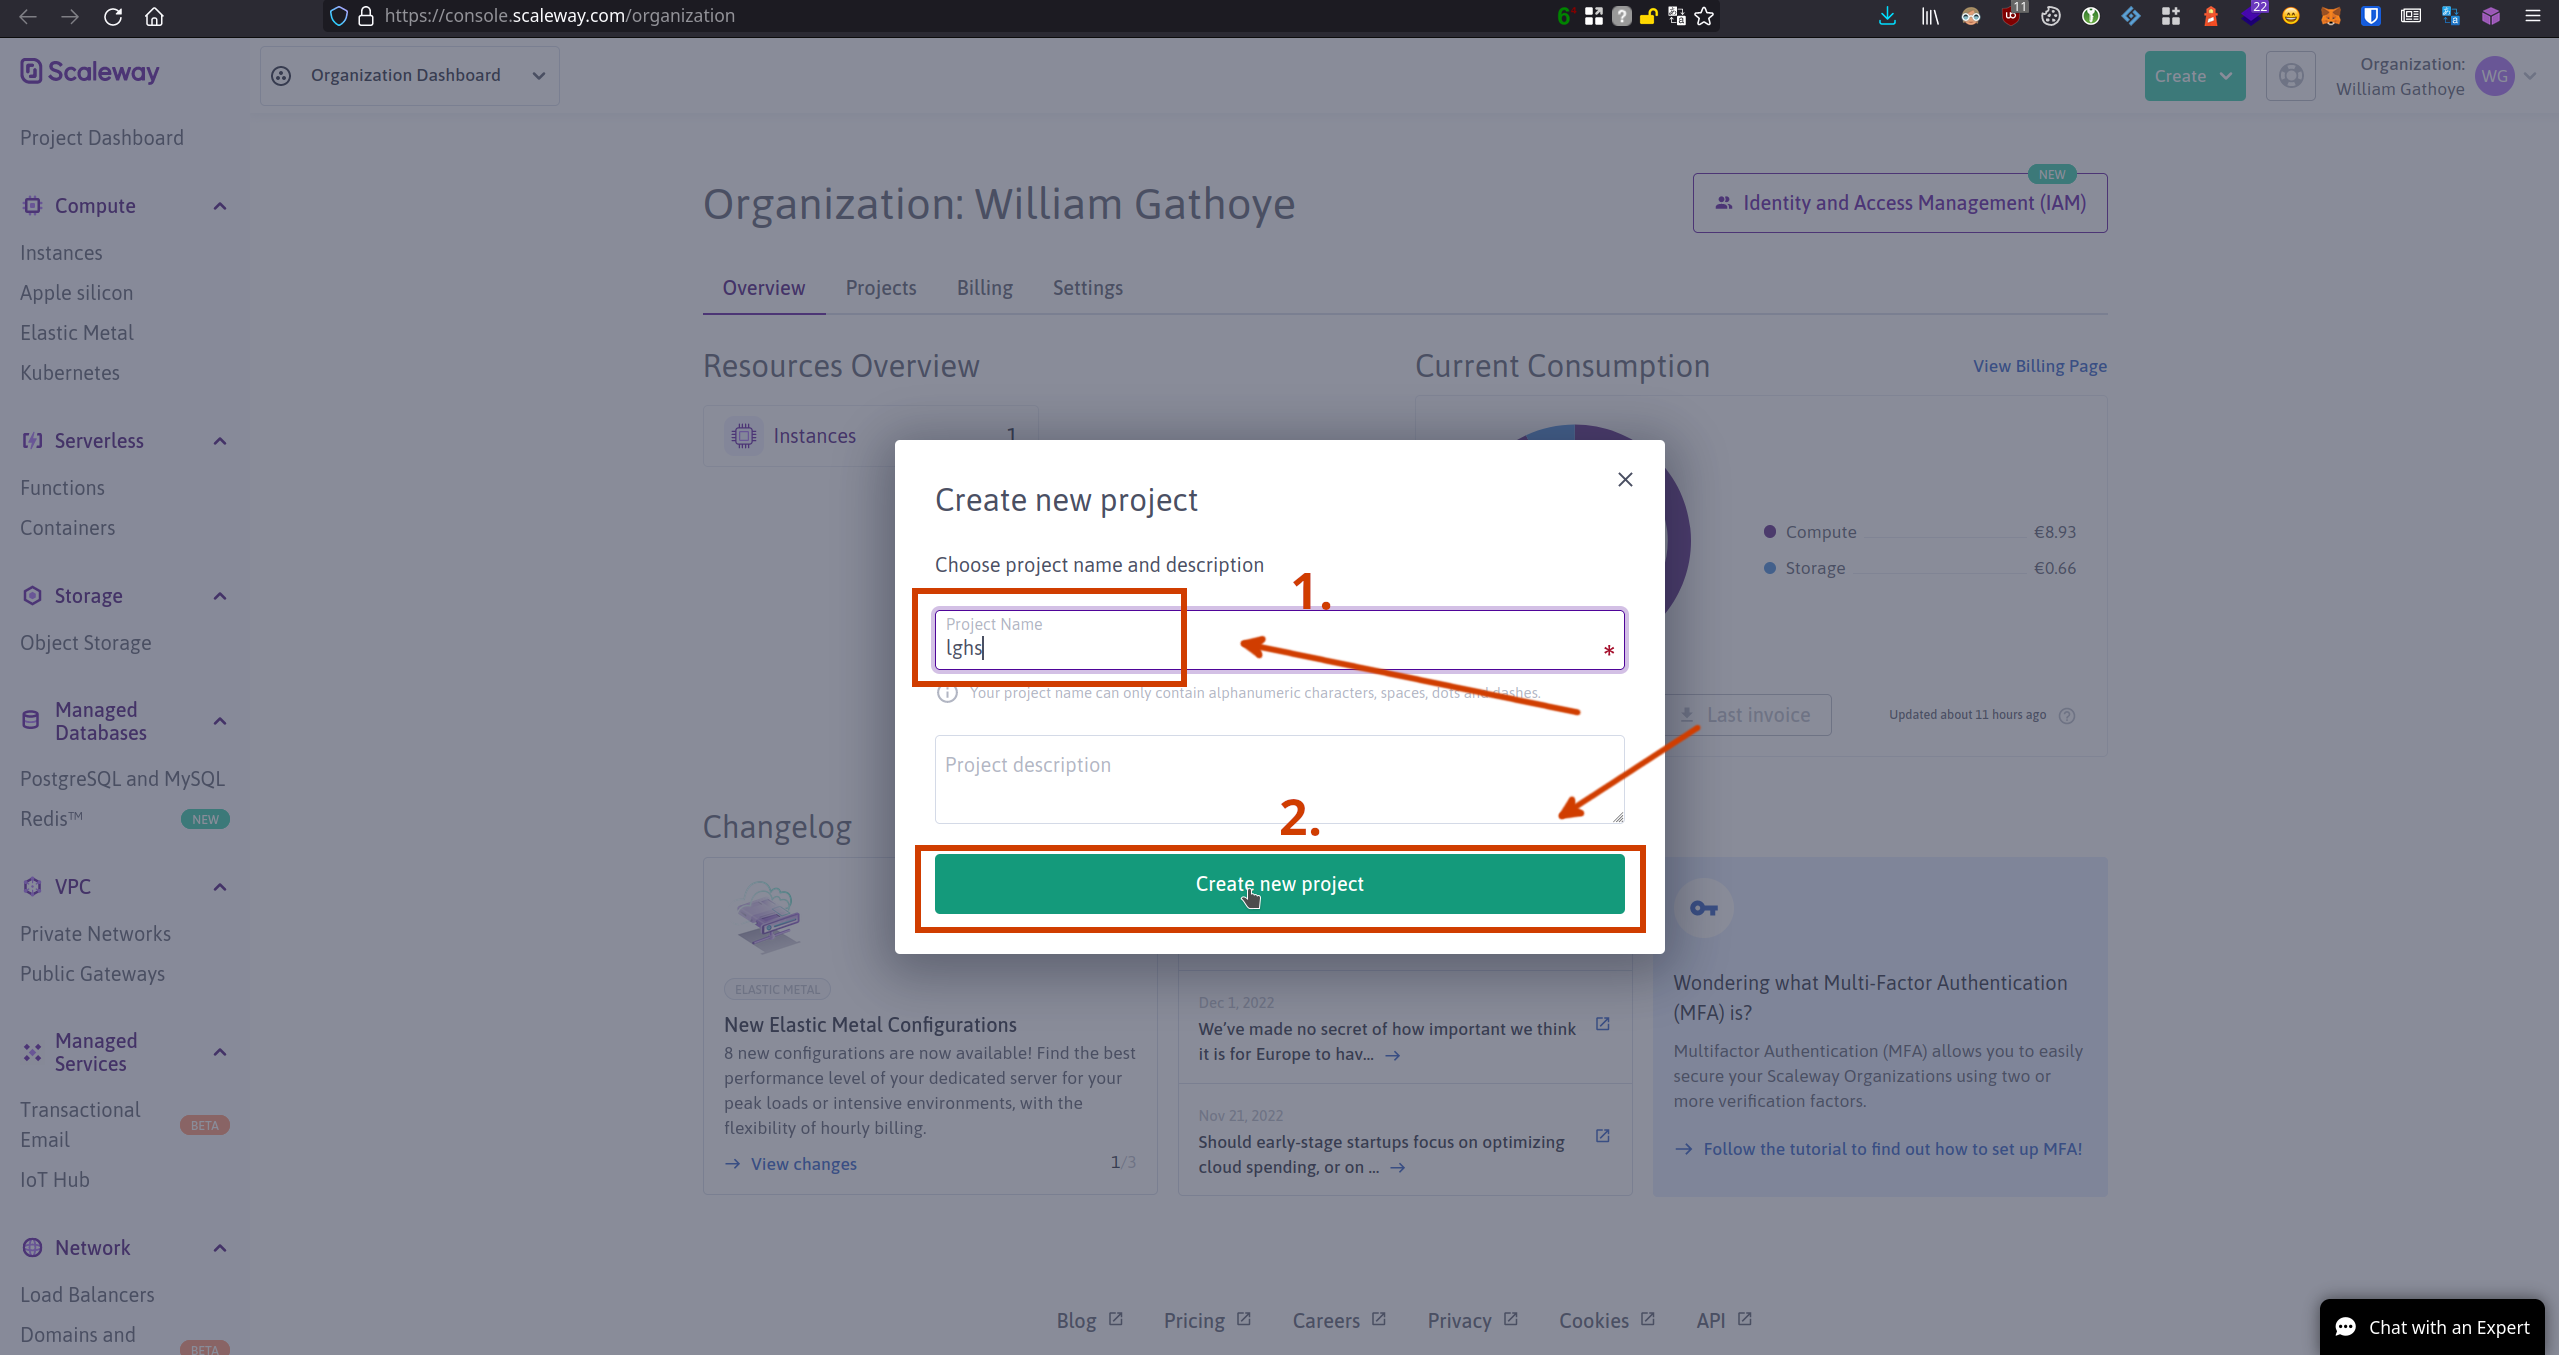 https://console.scaleway.com/organization
6
11
22
Scaleway
Organization Dashboard
Create
Organization:
William Gathoye
WG
Project Dashboard
Compute
Instances
Apple silicon
Elastic Metal
Kubernetes
Serverless
Functions
Containers
Storage
Object Storage
Managed
Databases
PostgreSQL and MySQL
Redis™
NEW
VPC
Private Networks
Public Gateways
Managed
Services
Transactional
Email
BETA
IoT Hub
Network
Load Balancers
Domains and
BETA
Organization: William Gathoye
NEW
Identity and Access Management (IAM)
Overview
Projects
Billing
Settings
Resources Overview
Instances
1
Current Consumption
View Billing Page
Compute
€8.93
Storage
€0.66
Last invoice
Updated about 11 hours ago
Create new project
Choose project name and description
1.
Project Name
lghs
*
Your project name can only contain alphanumeric characters, spaces, dots and dashes.
Project description
2.
Create new project
Changelog
ELASTIC METAL
New Elastic Metal Configurations
8 new configurations are now available! Find the best
performance level of your dedicated server for your
peak loads or intensive environments, with the
flexibility of hourly billing.
View changes
1/3
Dec 1, 2022
We’ve made no secret of how important we think
it is for Europe to hav...
Nov 21, 2022
Should early-stage startups focus on optimizing
cloud spending, or on ...
Wondering what Multi-Factor Authentication
(MFA) is?
Multifactor Authentication (MFA) allows you to easily
secure your Scaleway Organizations using two or
more verification factors.
Follow the tutorial to find out how to set up MFA!
Blog
Pricing
Careers
Privacy
Cookies
API
Chat with an Expert